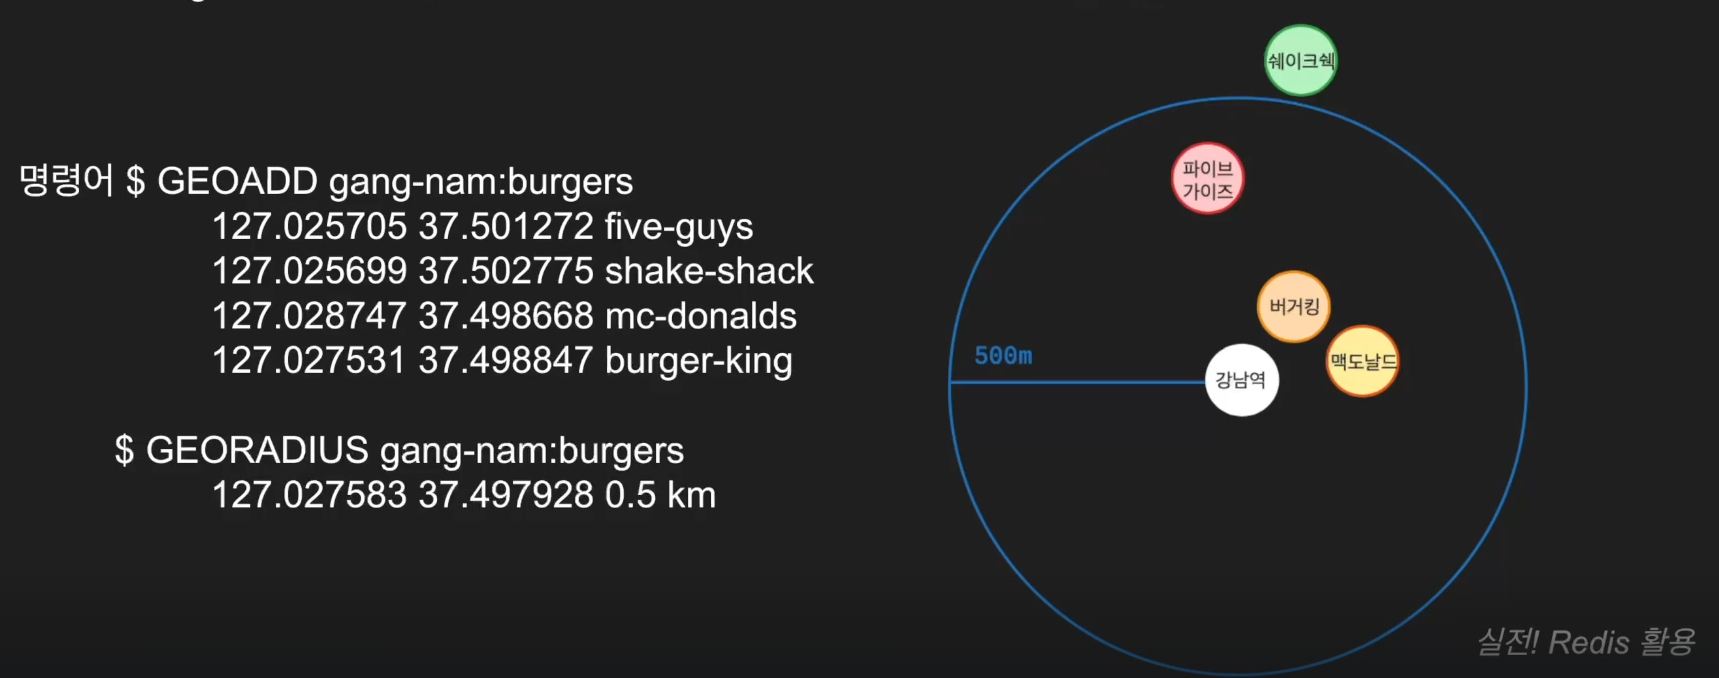 명령어 $ GEOADD gang-nam:burgers
127.025705 37.501272 five-guys
127.025699 37.502775 shake-shack
127.028747 37.498668 mc-donalds
127.027531 37.498847 burger-king
$ GEORADIUS gang-nam:burgers
127.027583 37.497928 0.5 km
쉐이크쉑
파이브
가이즈
버거킹
500m
맥도날드
강남역
실전! Redis 활용